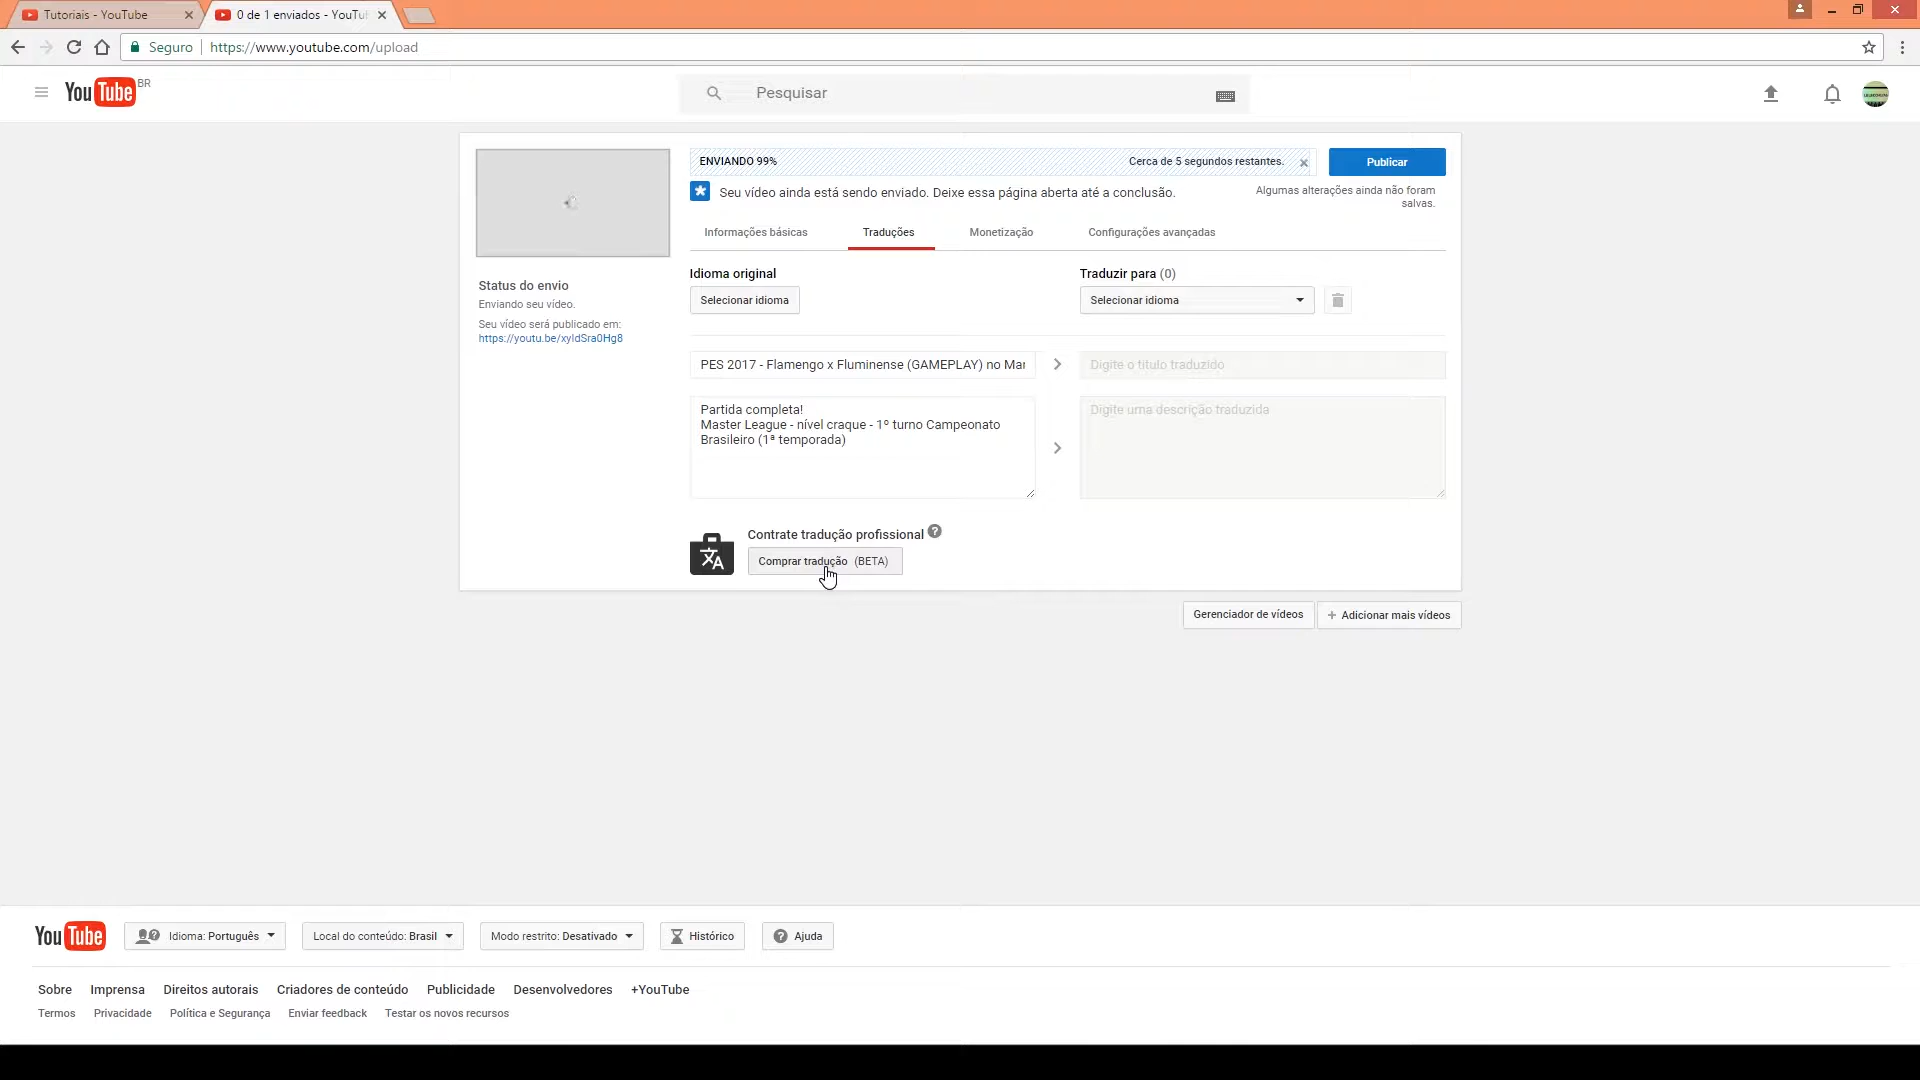 Tutoriais - YouTube
0 de 1 enviados - YouTu
Seguro
https://www.youtube.com/upload
YouTube BR
Pesquisar
ENVIANDO 99%
Cerca de 5 segundos restantes.
Publicar
Seu vídeo ainda está sendo enviado. Deixe essa página aberta até a conclusão.
Algumas alterações ainda não foram
salvas.
Informações básicas
Traduções
Monetização
Configurações avançadas
Idioma original
Selecionar idioma
Traduzir para (0)
Selecionar idioma
Status do envio
Enviando seu vídeo.
Seu vídeo será publicado em:
https://youtu.be/xyIdSra0Hg8
PES 2017 - Flamengo x Fluminense (GAMEPLAY) no Mar
Digite o título traduzido
Partida completa!
Master League - nível craque - 1º turno Campeonato
Brasileiro (1ª temporada)
Digite uma descrição traduzida
Contrate tradução profissional ?
Comprar tradução (BETA)
Gerenciador de vídeos
+ Adicionar mais vídeos
YouTube
Idioma: Português
Local do conteúdo: Brasil
Modo restrito: Desativado
Histórico
? Ajuda
Sobre Imprensa Direitos autorais Criadores de conteúdo Publicidade Desenvolvedores +YouTube
Termos Privacidade Política e Segurança Enviar feedback Testar os novos recursos